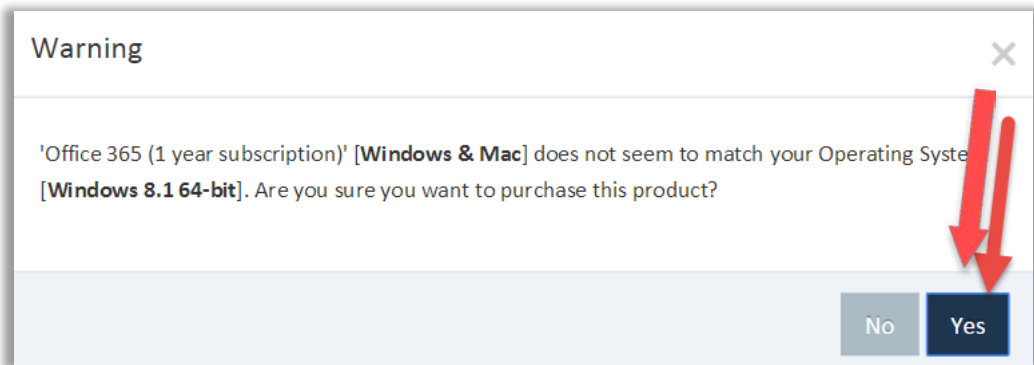 Warning
'Office 365 (1 year subscription)' [Windows & Mac] does not seem to match your Operating Syste
[Windows 8.1 64-bit]. Are you sure you want to purchase this product?
No
Yes